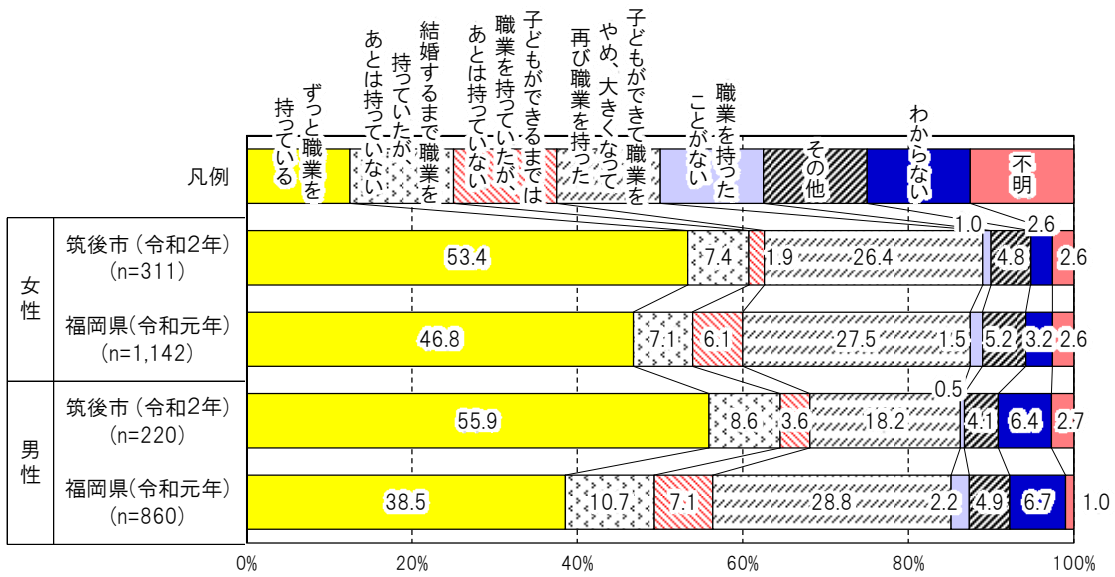 ずっと職業を
持っている
結婚するまで職業を
持っていたが、
あとは持っていない
子どもができるまでは
職業を持っていたが、
あとは持っていない
子どもができて職業を
やめ、大きくなって
再び職業を持った
職業を持った
ことがない
その他
わからない
不明
凡例
女性
筑後市(令和2年)
(n=311)
53.4
7.4
1.9
26.4
1.0
4.8
2.6
2.6
福岡県(令和元年)
(n=1,142)
46.8
7.1
6.1
27.5
1.5
5.2
3.2
2.6
男性
筑後市(令和2年)
(n=220)
55.9
8.6
3.6
18.2
0.5
4.1
6.4
2.7
福岡県(令和元年)
(n=860)
38.5
10.7
7.1
28.8
2.2
4.9
6.7
1.0
0%
20%
40%
60%
80%
100%